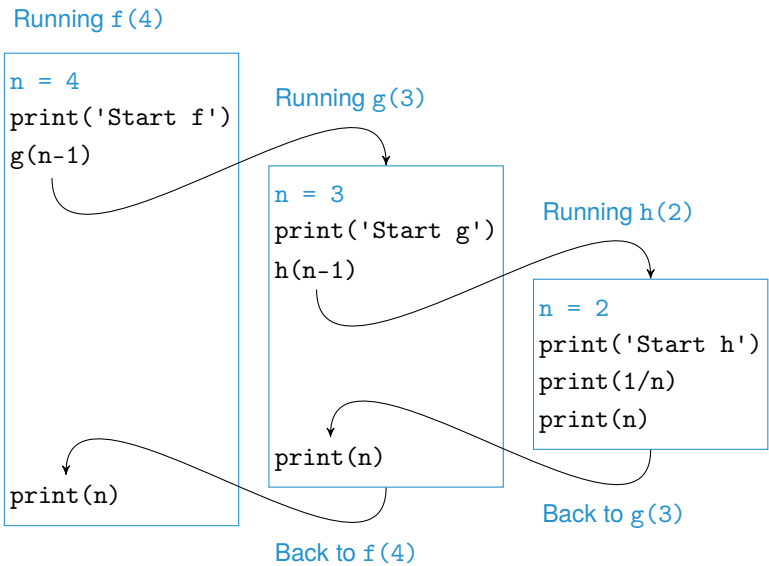 Running f(4)
n = 4
print('Start f')
g(n-1)
print(n)
Running g(3)
n = 3
print('Start g')
h(n-1)
print(n)
Back to f(4)
Running h(2)
n = 2
print('Start h')
print(1/n)
print(n)
Back to g(3)